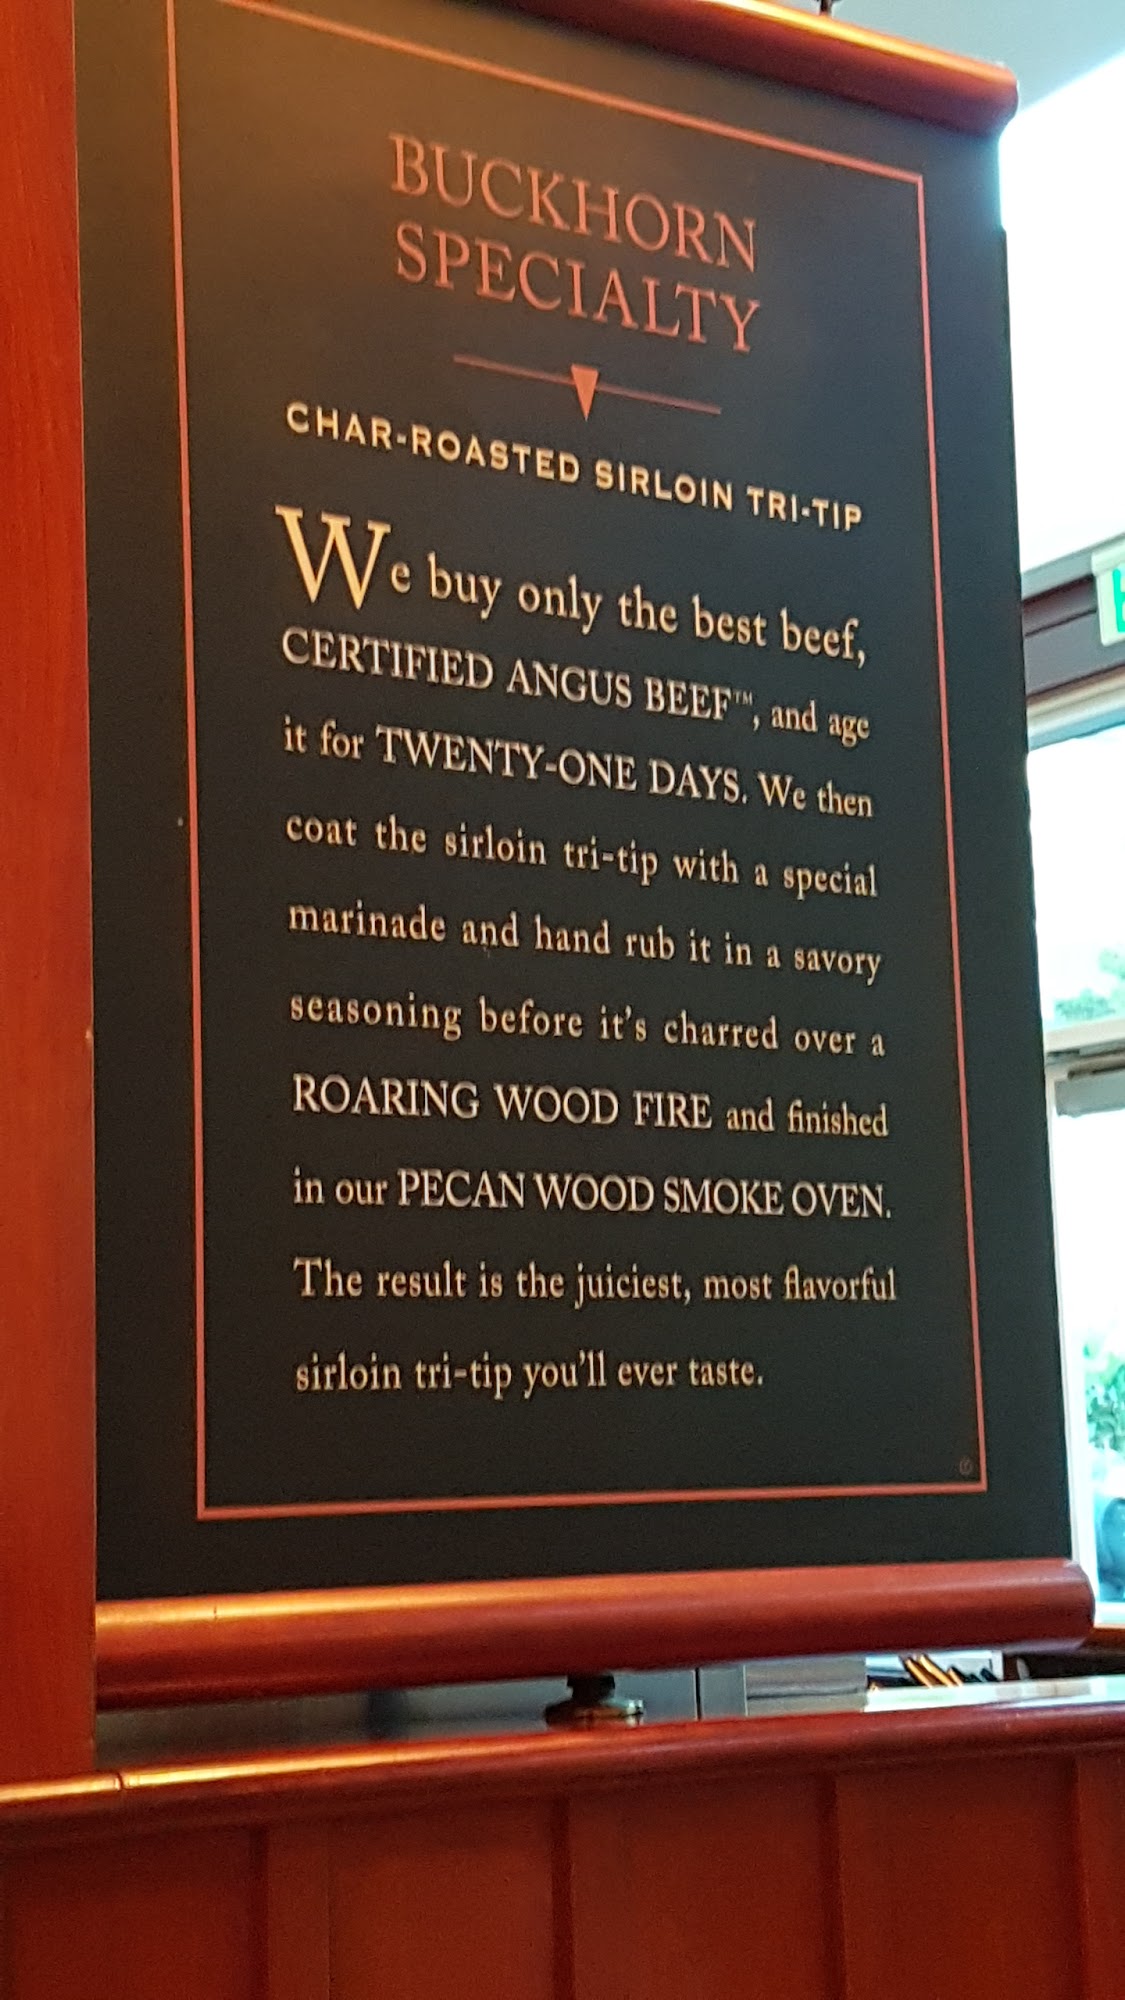 BUCKHORN
SPECIALTY
CHAR-ROASTED SIRLOIN TRI-TIP
We buy only the best beef,
CERTIFIED ANGUS BEEF™, and age
it for TWENTY-ONE DAYS. We then
coat the sirloin tri-tip with a special
marinade and hand rub it in a savory
seasoning before it's charred over a
ROARING WOOD FIRE and finished
in our PECAN WOOD SMOKE OVEN.
The result is the juiciest, most flavorful
sirloin tri-tip you'll ever taste.